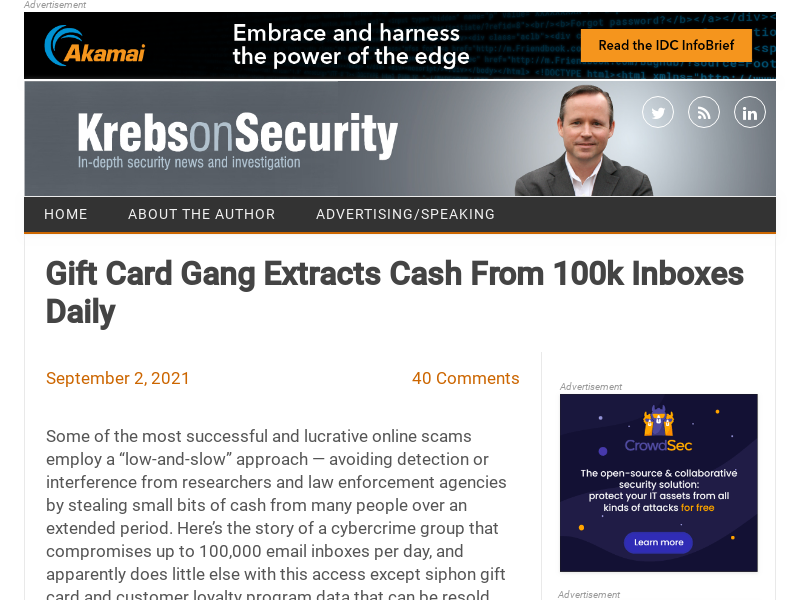 Advertisement
Akamai
Embrace and harness
the power of the edge
Read the IDC InfoBrief
KrebsonSecurity
In-depth security news and investigation
HOME
ABOUT THE AUTHOR
ADVERTISING/SPEAKING
Gift Card Gang Extracts Cash From 100k Inboxes
Daily
September 2, 2021
40 Comments
Some of the most successful and lucrative online scams
employ a “low-and-slow” approach — avoiding detection or
interference from researchers and law enforcement agencies
by stealing small bits of cash from many people over an
extended period. Here’s the story of a cybercrime group that
compromises up to 100,000 email inboxes per day, and
apparently does little else with this access except siphon gift
card and customer loyalty program data that can be resold
Advertisement
CrowdSec
The open-source & collaborative
security solution:
protect your IT assets from all
kinds of attacks for free
Learn more
Advertisement